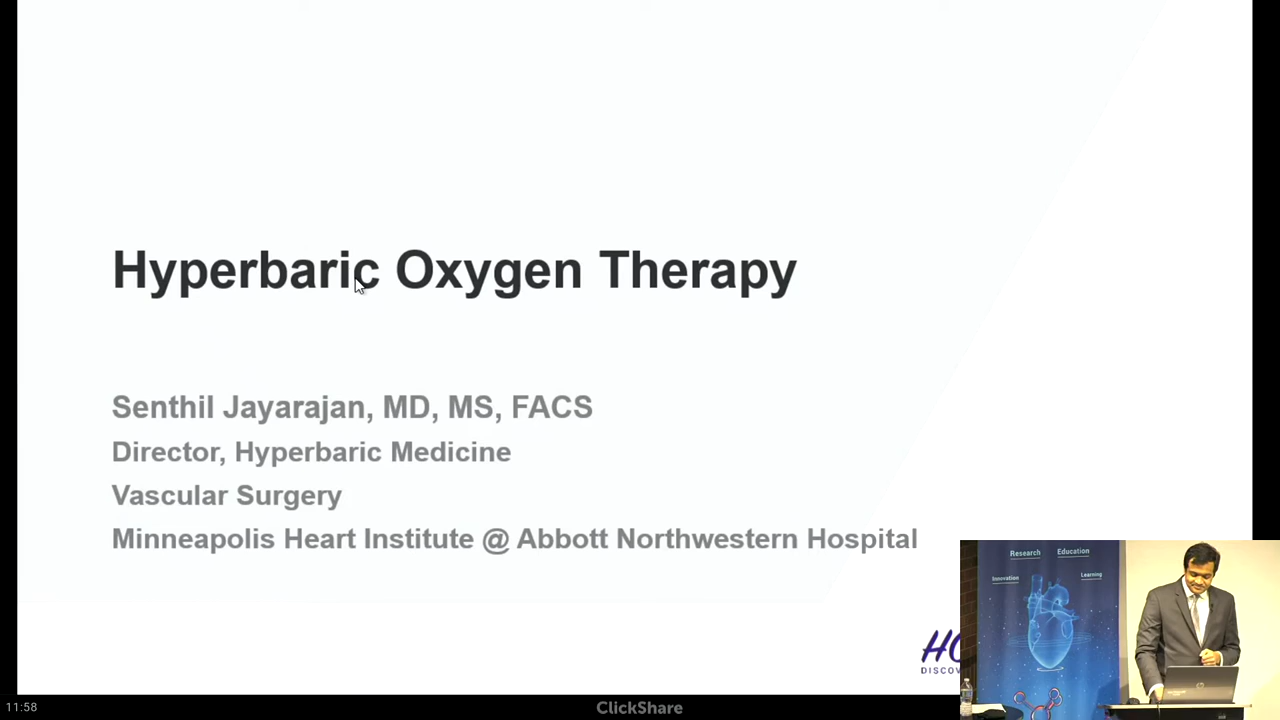 Hyperbaric Oxygen Therapy
Senthil Jayarajan, MD, MS, FACS
Director, Hyperbaric Medicine
Vascular Surgery
Minneapolis Heart Institute @ Abbott Northwestern Hospital
Research
Education
Innovation
Learning
11:58
ClickShare